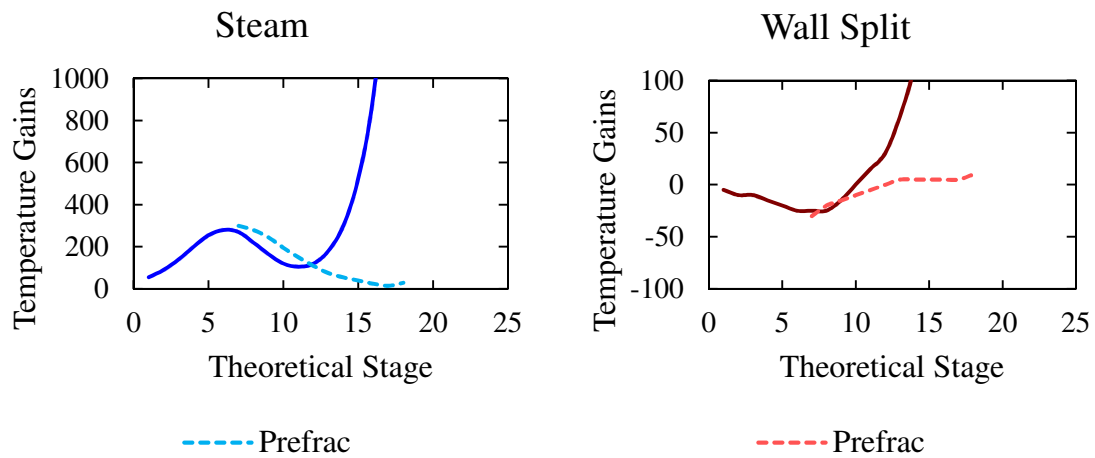 Steam
Temperature Gains
1000
800
600
400
200
0
0 5 10 15 20 25
Theoretical Stage
Prefrac
Wall Split
Temperature Gains
100
50
0
-50
-100
0 5 10 15 20 25
Theoretical Stage
Prefrac